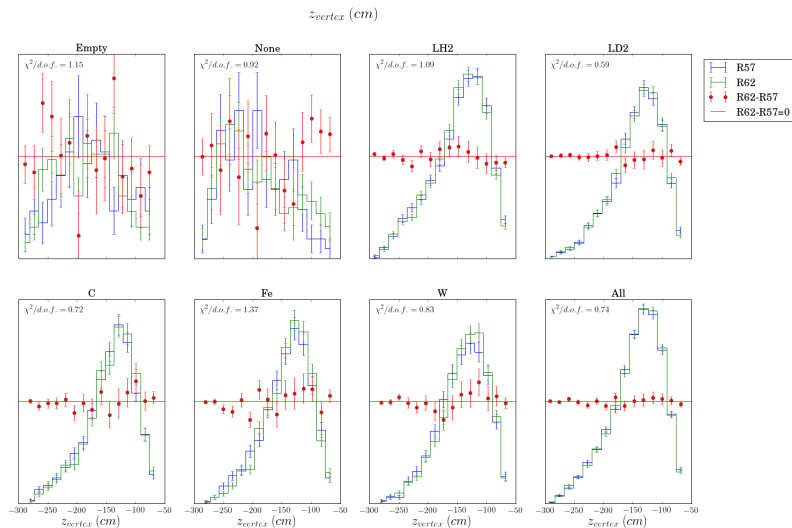 z_vertex (cm)
Empty
None
LH2
LD2
χ²/d.o.f. = 1.15
χ²/d.o.f. = 0.92
χ²/d.o.f. = 1.09
χ²/d.o.f. = 0.59
R57
R62
R62-R57
R62-R57=0
C
Fe
W
All
χ²/d.o.f. = 0.72
χ²/d.o.f. = 1.37
χ²/d.o.f. = 0.83
χ²/d.o.f. = 0.74
−300 −250 −200 −150 −100 −50
−300 −250 −200 −150 −100 −50
−300 −250 −200 −150 −100 −50
−300 −250 −200 −150 −100 −50
z_vertex (cm)
z_vertex (cm)
z_vertex (cm)
z_vertex (cm)